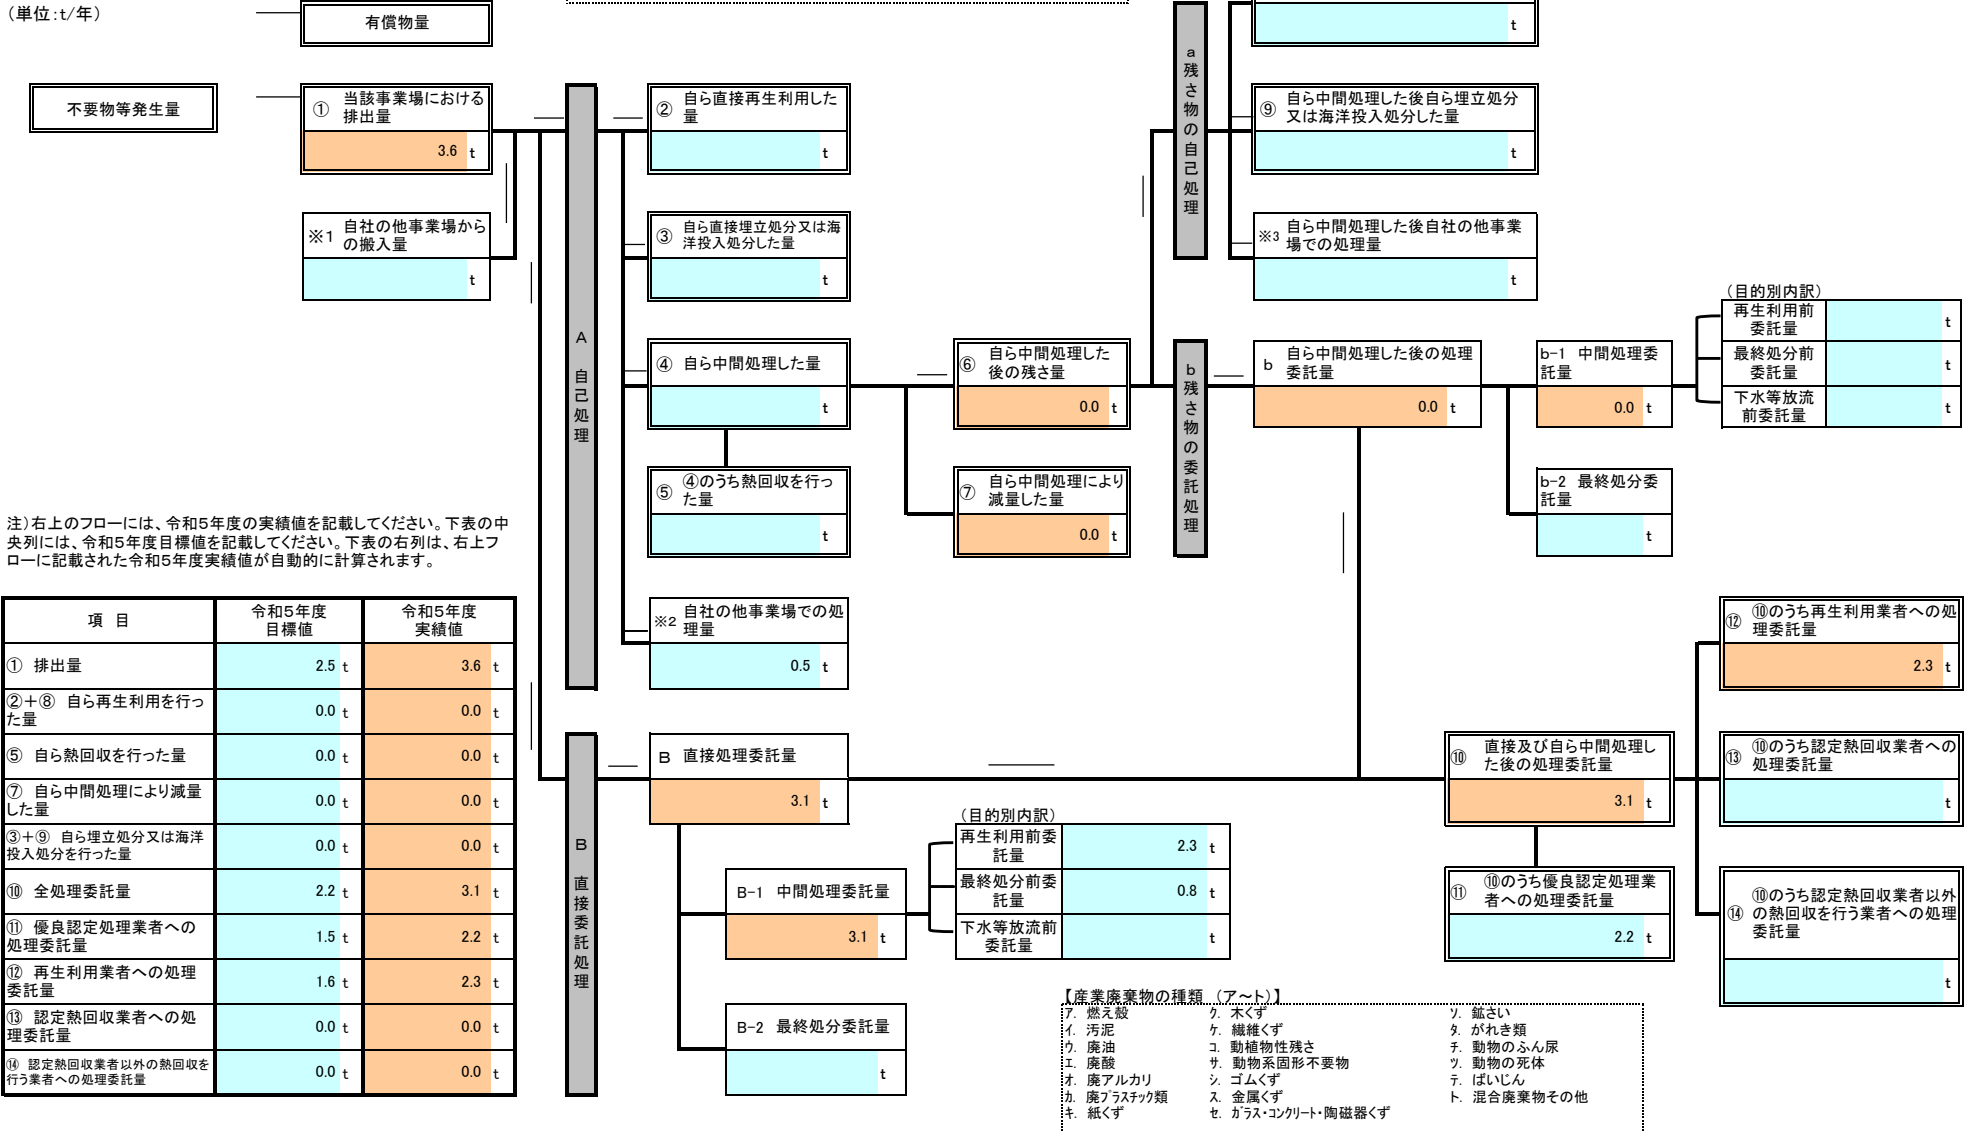 （単位：t/年）
有償物量
t
不要物等発生量
① 当該事業場における
排出量
3.6 t
※1 自社の他事業場から
の搬入量
t
A 自己処理
② 自ら直接再生利用した
量
t
③ 自ら直接埋立処分又は海
洋投入処分した量
t
④ 自ら中間処理した量
t
⑤ ④のうち熱回収を行っ
た量
t
※2 自社の他事業場での処
理量
0.5 t
⑥ 自ら中間処理した
後の残さ量
0.0 t
⑦ 自ら中間処理により
減量した量
0.0 t
a 残さ物の自己処理
⑨ 自ら中間処理した後自ら埋立処分
又は海洋投入処分した量
t
※3 自ら中間処理した後自社の他事業
場での処理量
t
b 残さ物の委託処理
b 自ら中間処理した後の処理
委託量
0.0 t
b-1 中間処理委
託量
0.0 t
b-2 最終処分委
託量
t
（目的別内訳）
再生利用前
委託量
t
最終処分前
委託量
t
下水等放流
前委託量
t
注）右上のフローには、令和5年度の実績値を記載してください。下表の中
央列には、令和5年度目標値を記載してください。下表の右列は、右上フ
ローに記載された令和5年度実績値が自動的に計算されます。
項 目
令和5年度
目標値
令和5年度
実績値
① 排出量 2.5 t 3.6 t
②＋⑧ 自ら再生利用を行っ
た量
0.0 t 0.0 t
⑤ 自ら熱回収を行った量 0.0 t 0.0 t
⑦ 自ら中間処理により減量
した量
0.0 t 0.0 t
③＋⑨ 自ら埋立処分又は海洋
投入処分を行った量
0.0 t 0.0 t
⑩ 全処理委託量 2.2 t 3.1 t
⑪ 優良認定処理業者への
処理委託量
1.5 t 2.2 t
⑫ 再生利用業者への処理
委託量
1.6 t 2.3 t
⑬ 認定熱回収業者への処
理委託量
0.0 t 0.0 t
⑭ 認定熱回収業者以外の熱回収を
行う業者への処理委託量
0.0 t 0.0 t
B 直接委託処理
B 直接処理委託量
3.1 t
B-1 中間処理委託量
3.1 t
B-2 最終処分委託量
t
（目的別内訳）
再生利用前委
託量
2.3 t
最終処分前委
託量
0.8 t
下水等放流前
委託量
t
⑩ 直接及び自ら中間処理し
た後の処理委託量
3.1 t
⑪ ⑩のうち優良認定処理業
者への処理委託量
2.2 t
⑫ ⑩のうち再生利用業者への処
理委託量
2.3 t
⑬ ⑩のうち認定熱回収業者への
処理委託量
t
⑭ ⑩のうち認定熱回収業者以外
の熱回収を行う業者への処理
委託量
t
【産業廃棄物の種類 （ア～ト）】
ア. 燃え殻
イ. 汚泥
ウ. 廃油
エ. 廃酸
オ. 廃アルカリ
カ. 廃プラスチック類
キ. 紙くず
ク. 木くず
ケ. 繊維くず
コ. 動植物性残さ
サ. 動物系固形不要物
シ. ゴムくず
ス. 金属くず
セ. ガラス・コンクリート・陶磁器くず
ソ. 鉱さい
タ. がれき類
チ. 動物のふん尿
ツ. 動物の死体
テ. ばいじん
ト. 混合廃棄物その他